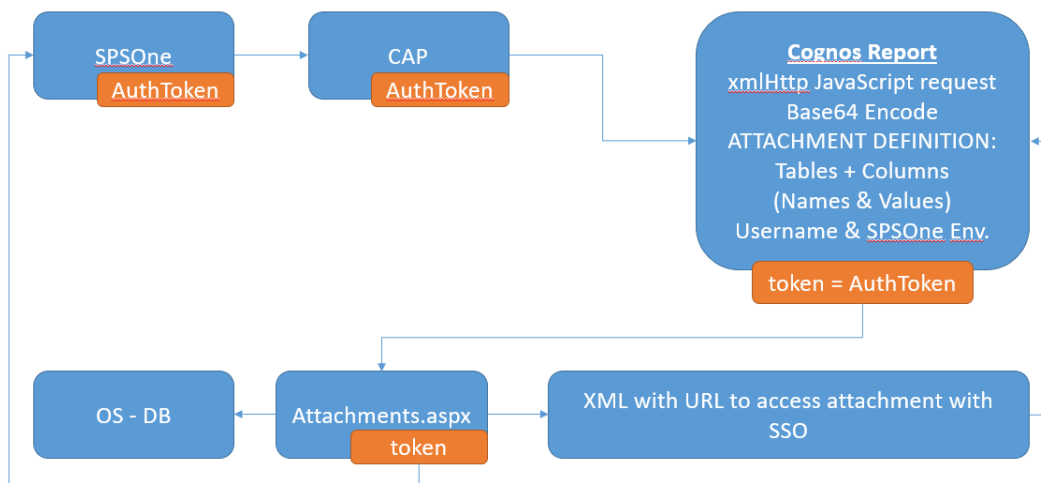 SPSOne
AuthToken
CAP
AuthToken
Cognos Report
xmlHttp JavaScript request
Base64 Encode
ATTACHMENT DEFINITION:
Tables + Columns
(Names & Values)
Username & SPSOne Env.
token = AuthToken
OS - DB
Attachments.aspx
token
XML with URL to access attachment with
SSO